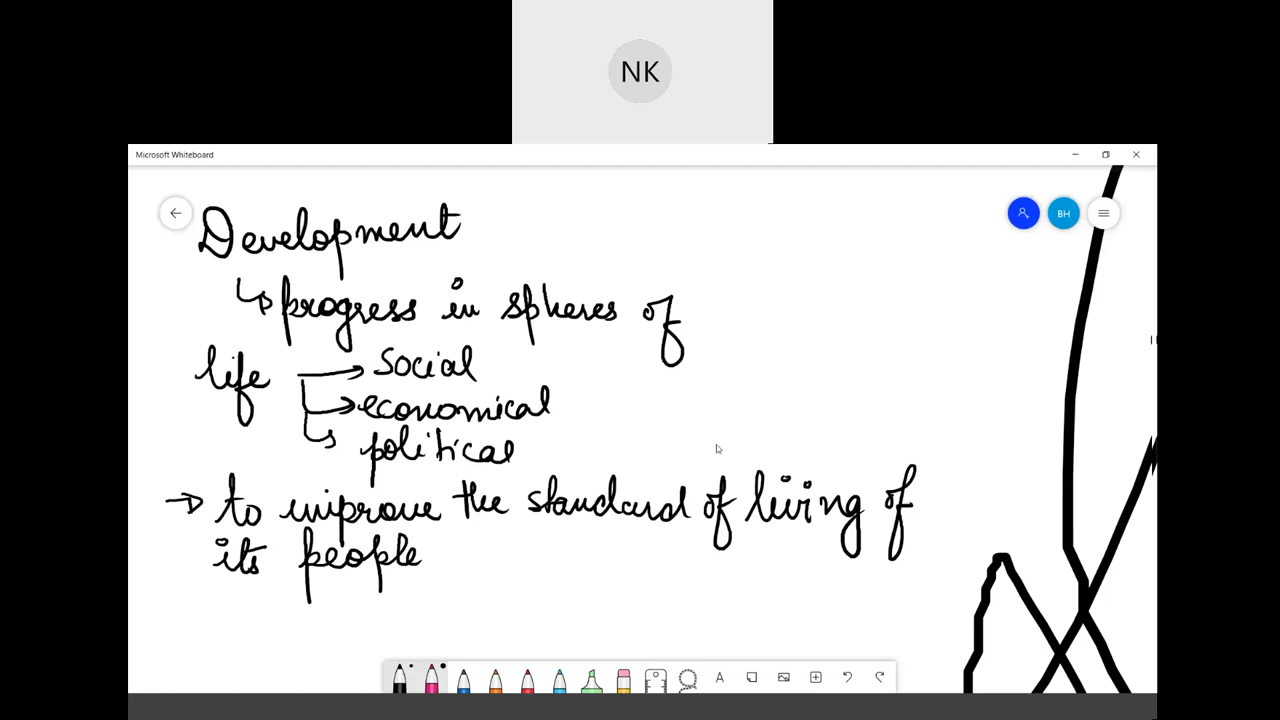 NK
Microsoft Whiteboard
BH
Development
progress in spheres of
life social
economical
political
to improve the standard of living of
its people
A